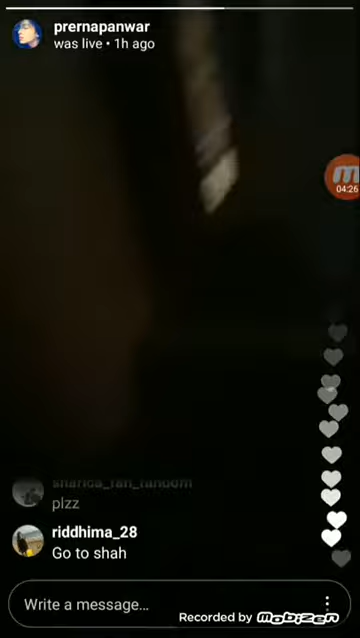 prernapanwar
was live • 1h ago
04:26
plzz
riddhima_28
Go to shah
Write a message...
Recorded by MOBIZEN